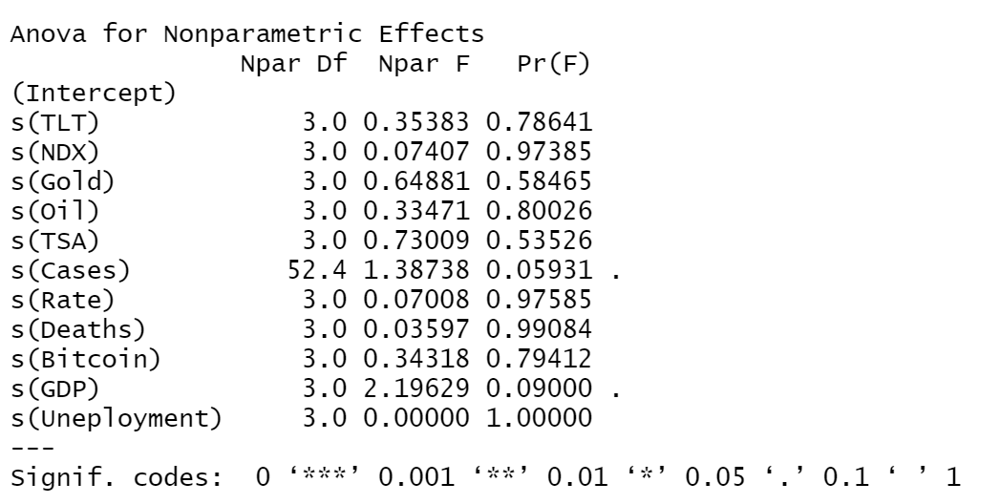 Anova for Nonparametric Effects
Npar Df Npar F Pr(F)
(Intercept)
s(TLT) 3.0 0.35383 0.78641
s(NDX) 3.0 0.07407 0.97385
s(Gold) 3.0 0.64881 0.58465
s(Oil) 3.0 0.33471 0.80026
s(TSA) 3.0 0.73009 0.53526
s(Cases) 52.4 1.38738 0.05931 .
s(Rate) 3.0 0.07008 0.97585
s(Deaths) 3.0 0.03597 0.99084
s(Bitcoin) 3.0 0.34318 0.79412
s(GDP) 3.0 2.19629 0.09000 .
s(Uneployment) 3.0 0.00000 1.00000
---
Signif. codes: 0 ‘***’ 0.001 ‘**’ 0.01 ‘*’ 0.05 ‘.’ 0.1 ‘ ’ 1